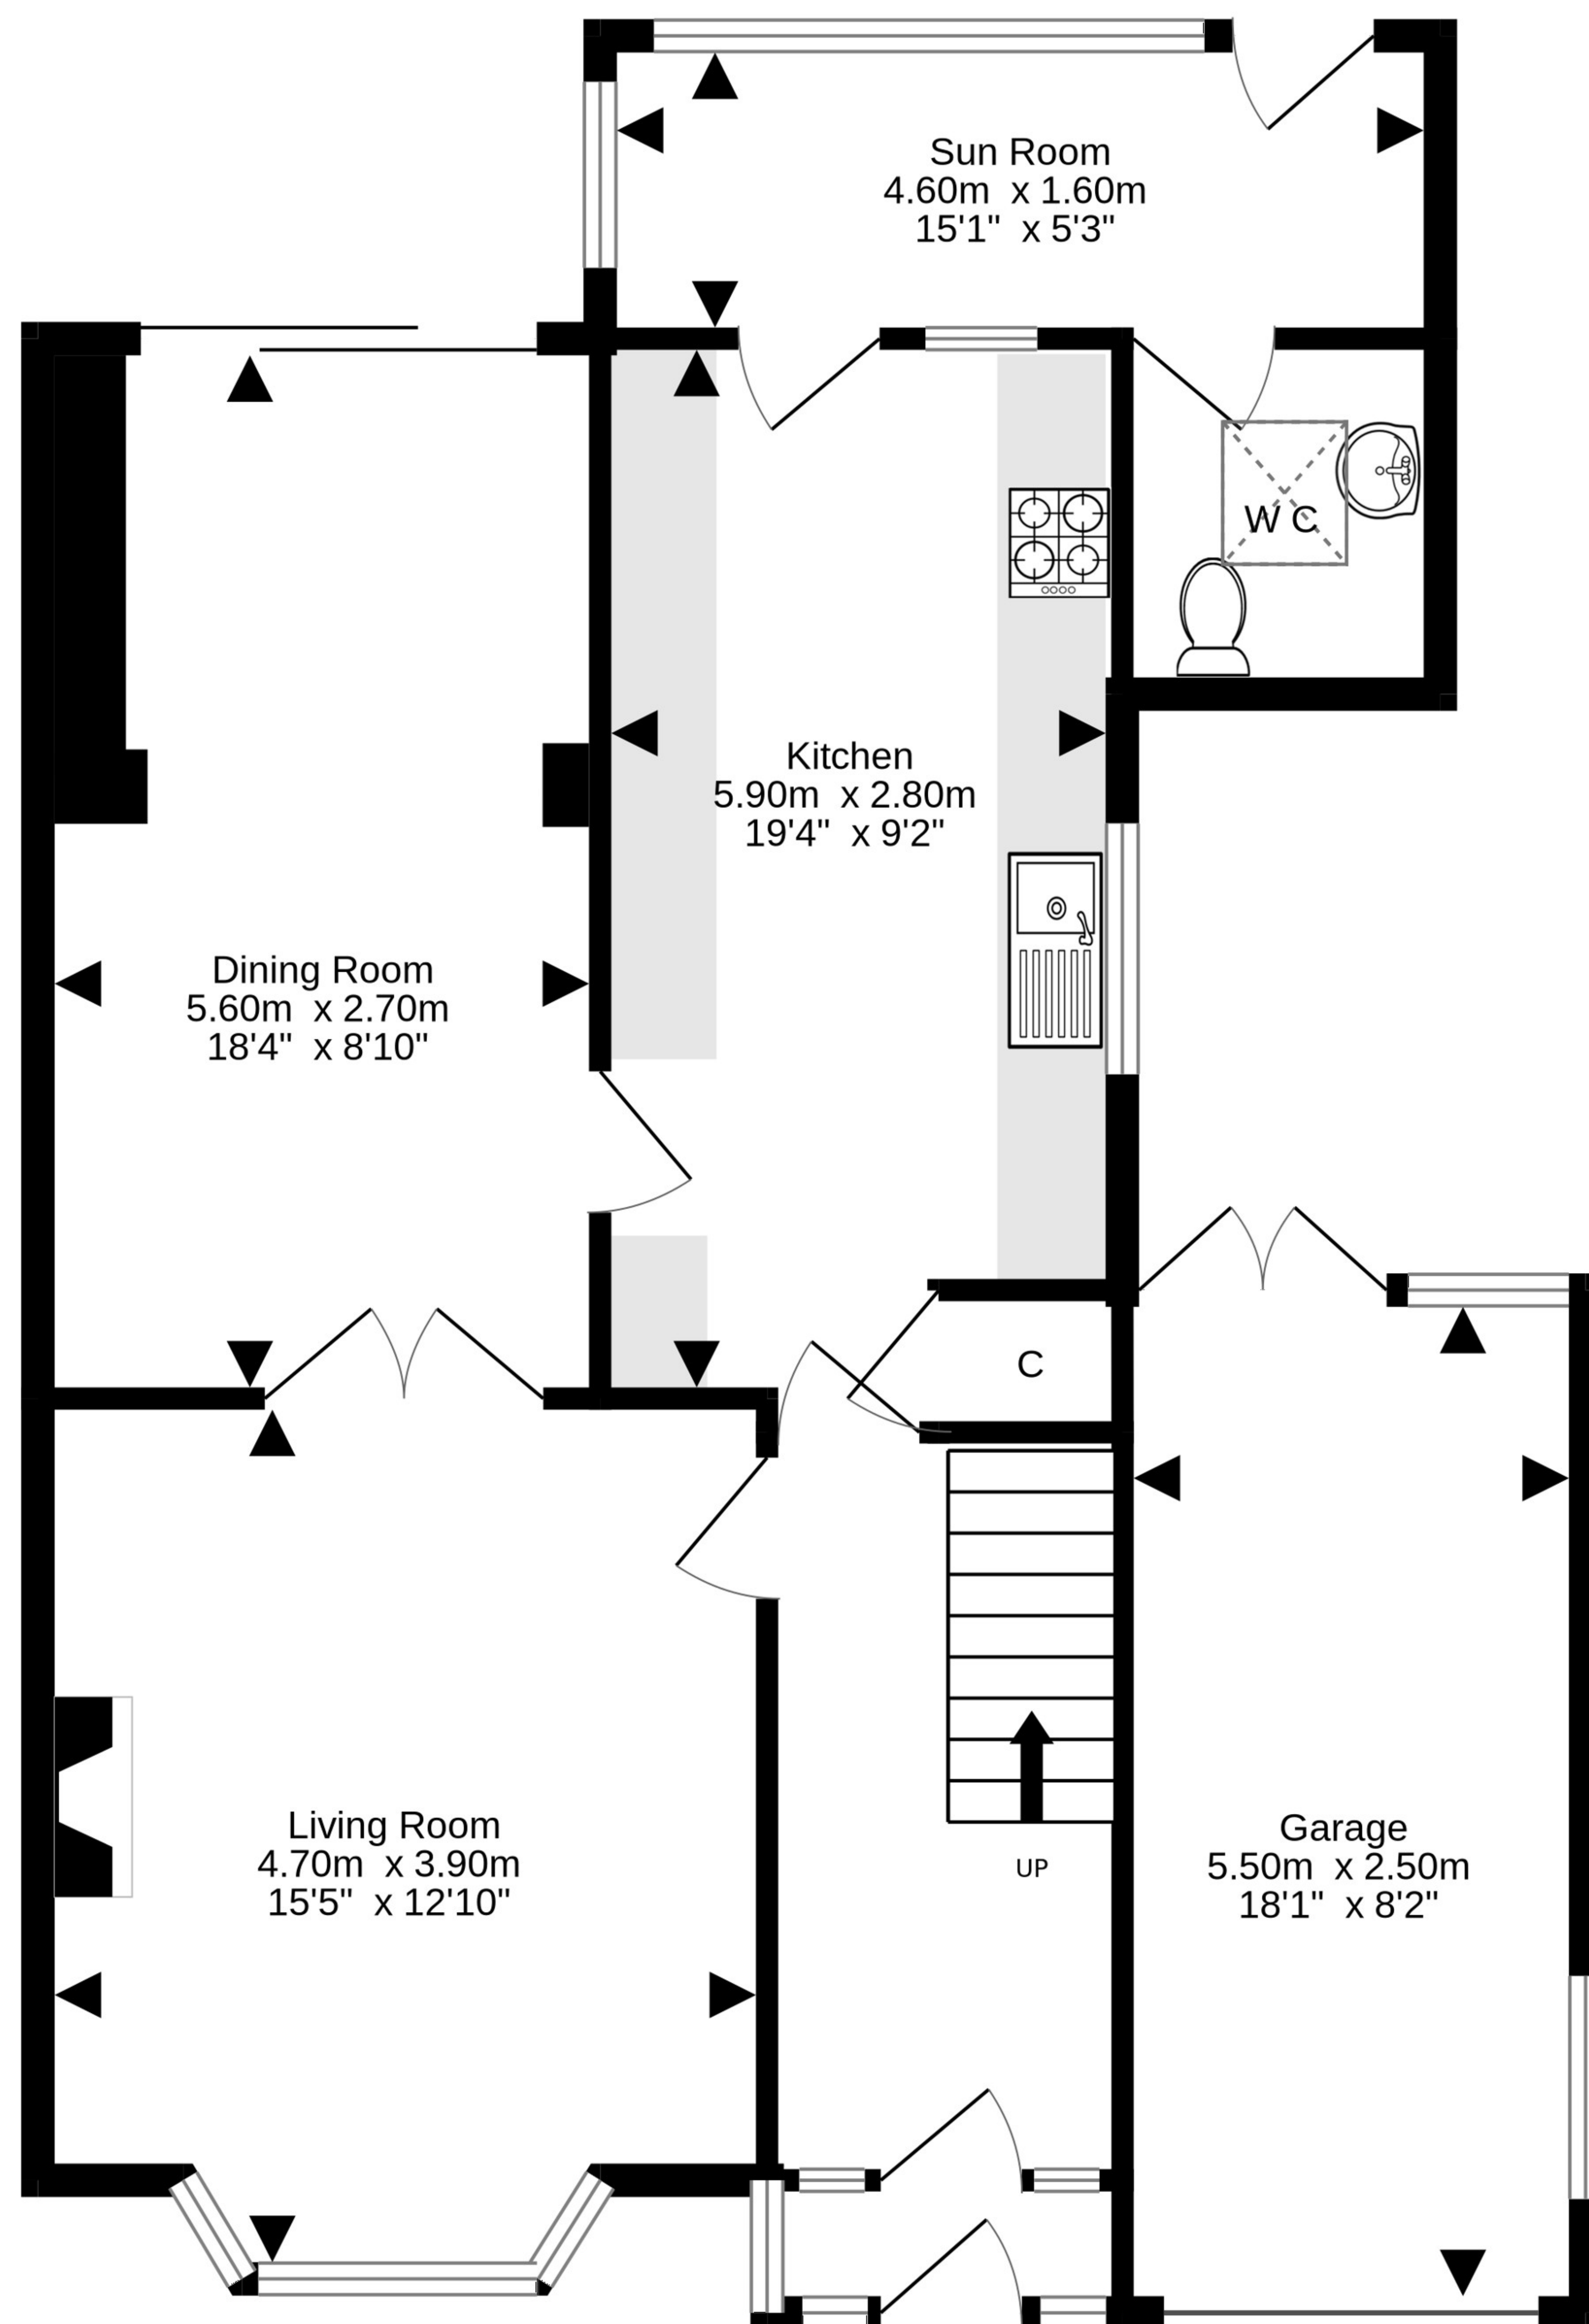 Sun Room
4.60m x 1.60m
15'1" x 5'3"
W C
Kitchen
5.90m x 2.80m
19'4" x 9'2"
Dining Room
5.60m x 2.70m
18'4" x 8'10"
C
Living Room
4.70m x 3.90m
15'5" x 12'10"
UP
Garage
5.50m x 2.50m
18'1" x 8'2"